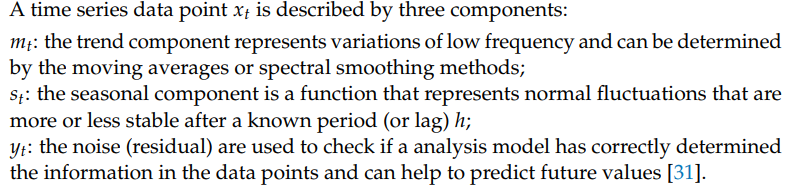 A time series data point xₜ is described by three components:
mₜ: the trend component represents variations of low frequency and can be determined
by the moving averages or spectral smoothing methods;
sₜ: the seasonal component is a function that represents normal fluctuations that are
more or less stable after a known period (or lag) h;
yₜ: the noise (residual) are used to check if a analysis model has correctly determined
the information in the data points and can help to predict future values [31].